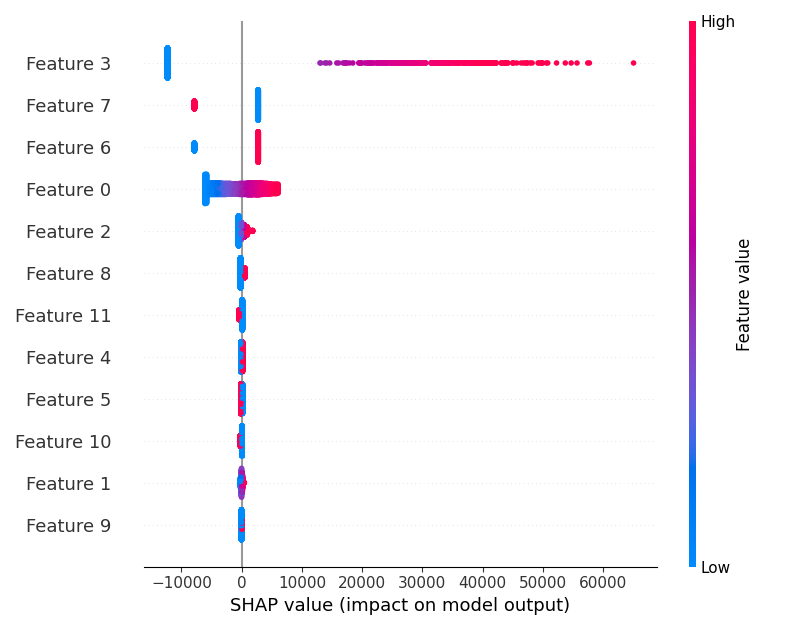 High
Feature 3
Feature 7
Feature 6
Feature 0
Feature 2
Feature 8
Feature 11
Feature 4
Feature 5
Feature 10
Feature 1
Feature 9
Feature value
Low
−10000 0 10000 20000 30000 40000 50000 60000
SHAP value (impact on model output)